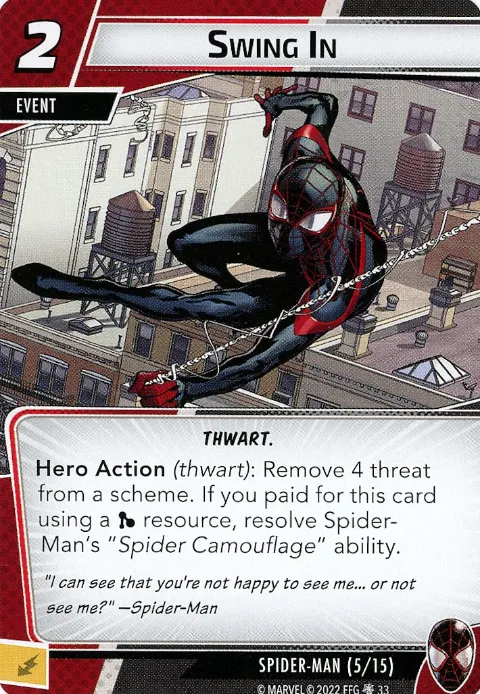 2
SWING IN
EVENT
THWART.
Hero Action (thwart): Remove 4 threat
from a scheme. If you paid for this card
using a resource, resolve Spider-
Man's "Spider Camouflage" ability.
"I can see that you're not happy to see me... or not
see me?" —Spider-Man
SPIDER-MAN (5/15)
© MARVEL © 2022 FFG 33